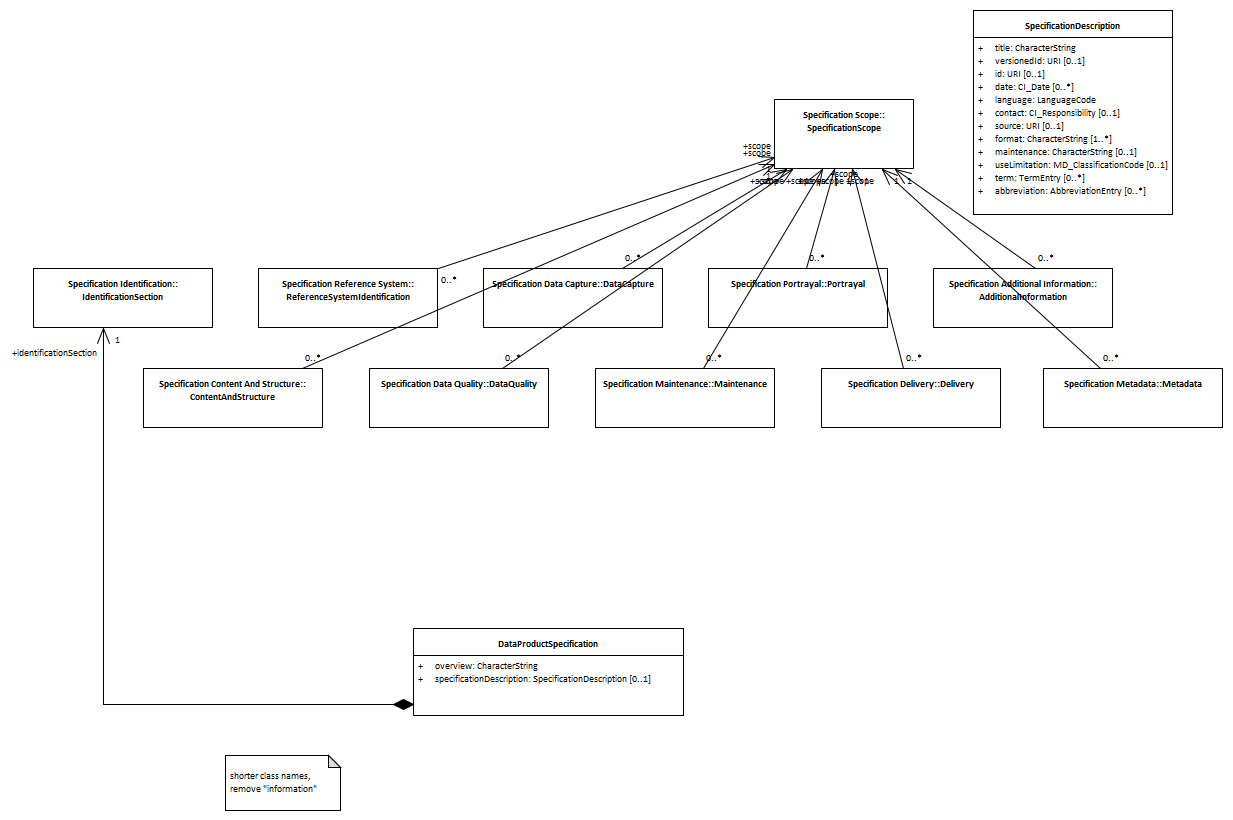 SpecificationDescription
+ title: CharacterString
+ versionedId: URI [0..1]
+ id: URI [0..1]
+ date: CI_Date [0..*]
+ language: LanguageCode
+ contact: CI_Responsibility [0..1]
+ source: URI [0..1]
+ format: CharacterString [1..*]
+ maintenance: CharacterString [0..1]
+ useLimitation: MD_ClassificationCode [0..1]
+ term: TermEntry [0..*]
+ abbreviation: AbbreviationEntry [0..*]
Specification Scope::
SpecificationScope
+scope
+scope
+scope
1 1
0..*
0..*
0..*
0..*
Specification Identification::
IdentificationSection
Specification Reference System::
ReferenceSystemIdentification
Specification Data Capture::DataCapture
Specification Portrayal::Portrayal
Specification Additional Information::
AdditionalInformation
1
+identificationSection
0..*
0..*
0..*
0..*
0..*
Specification Content And Structure::
ContentAndStructure
Specification Data Quality::DataQuality
Specification Maintenance::Maintenance
Specification Delivery::Delivery
Specification Metadata::Metadata
DataProductSpecification
+ overview: CharacterString
+ specificationDescription: SpecificationDescription [0..1]
shorter class names,
remove "information"